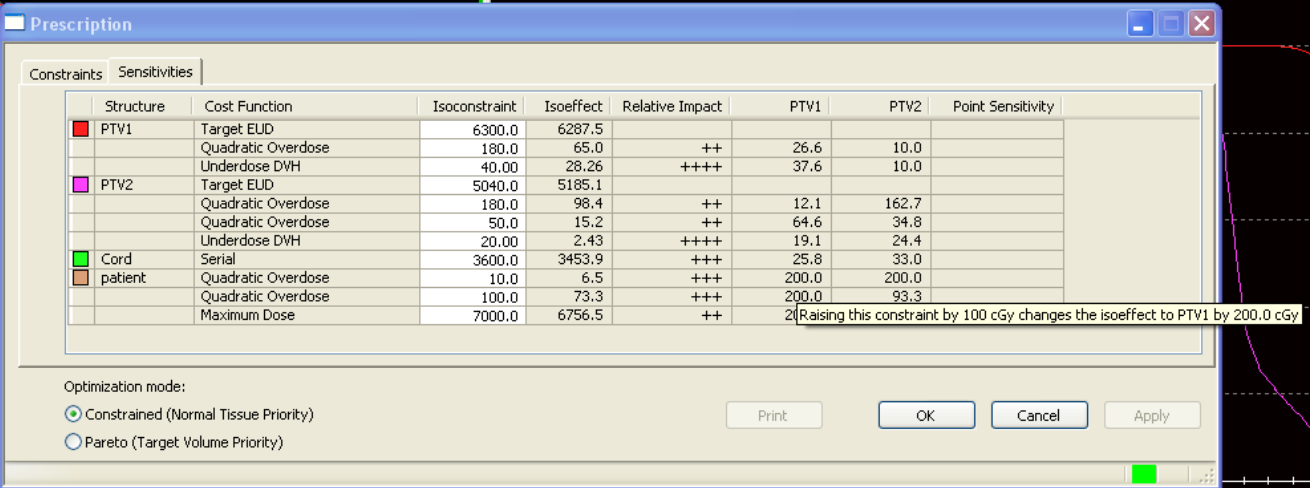 Prescription
Constraints Sensitivities
Structure Cost Function Isoconstraint Isoeffect Relative Impact PTV1 PTV2 Point Sensitivity
PTV1 Target EUD 6300.0 6287.5
Quadratic Overdose 180.0 65.0 ++ 26.6 10.0
Underdose DVH 40.00 28.26 ++++ 37.6 10.0
PTV2 Target EUD 5040.0 5185.1
Quadratic Overdose 180.0 98.4 ++ 12.1 162.7
Quadratic Overdose 50.0 15.2 ++ 64.6 34.8
Underdose DVH 20.00 2.43 ++++ 19.1 24.4
Cord Serial 3600.0 3453.9 +++ 25.8 33.0
patient Quadratic Overdose 10.0 6.5 +++ 200.0 200.0
Quadratic Overdose 100.0 73.3 +++ 200.0 93.3
Maximum Dose 7000.0 6756.5 ++ 20
Raising this constraint by 100 cGy changes the isoeffect to PTV1 by 200.0 cGy
Optimization mode:
Constrained (Normal Tissue Priority)
Pareto (Target Volume Priority)
Print OK Cancel Apply